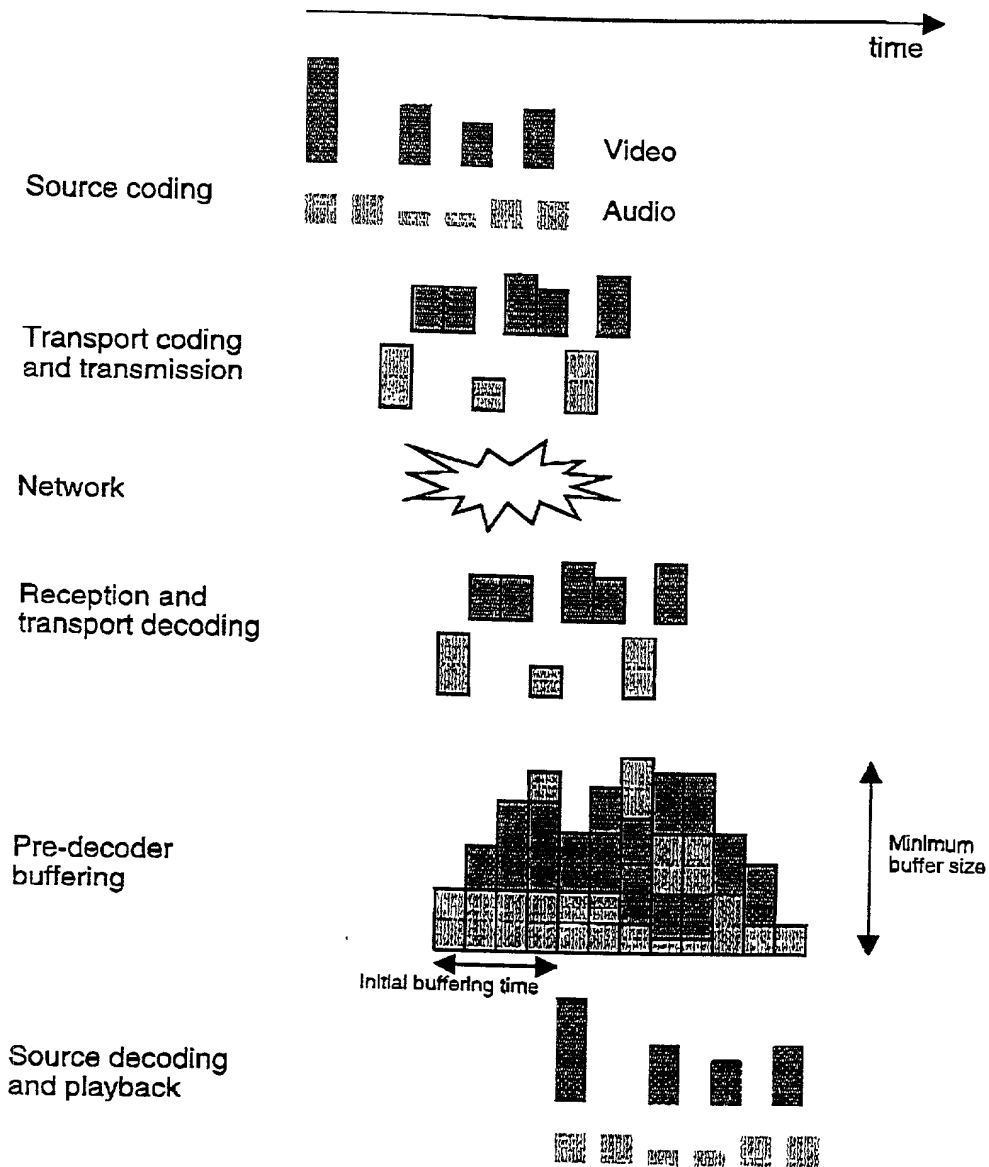 time
Video
Source coding
Audio
Transport coding
and transmission
Network
Reception and
transport decoding
Pre-decoder
buffering
Minimum
buffer size
Initial buffering time
Source decoding
and playback